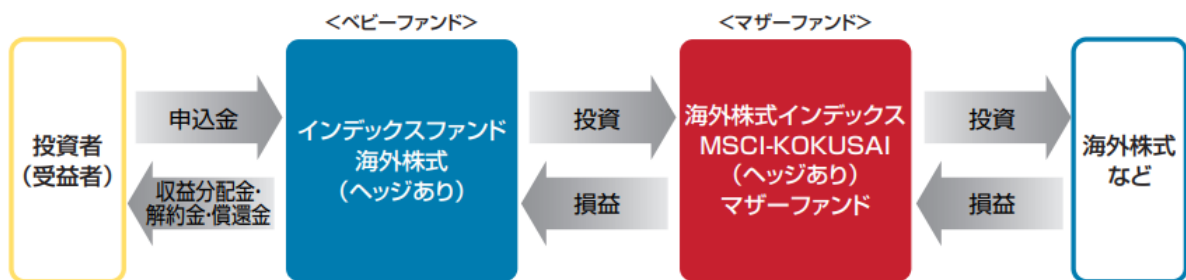 <ベビーファンド>
<マザーファンド>
投資者
(受益者)
申込金
収益分配金・
解約金・償還金
インデックスファンド
海外株式
(ヘッジあり)
投資
損益
海外株式インデックス
MSCI-KOKUSAI
(ヘッジあり)
マザーファンド
投資
損益
海外株式
など